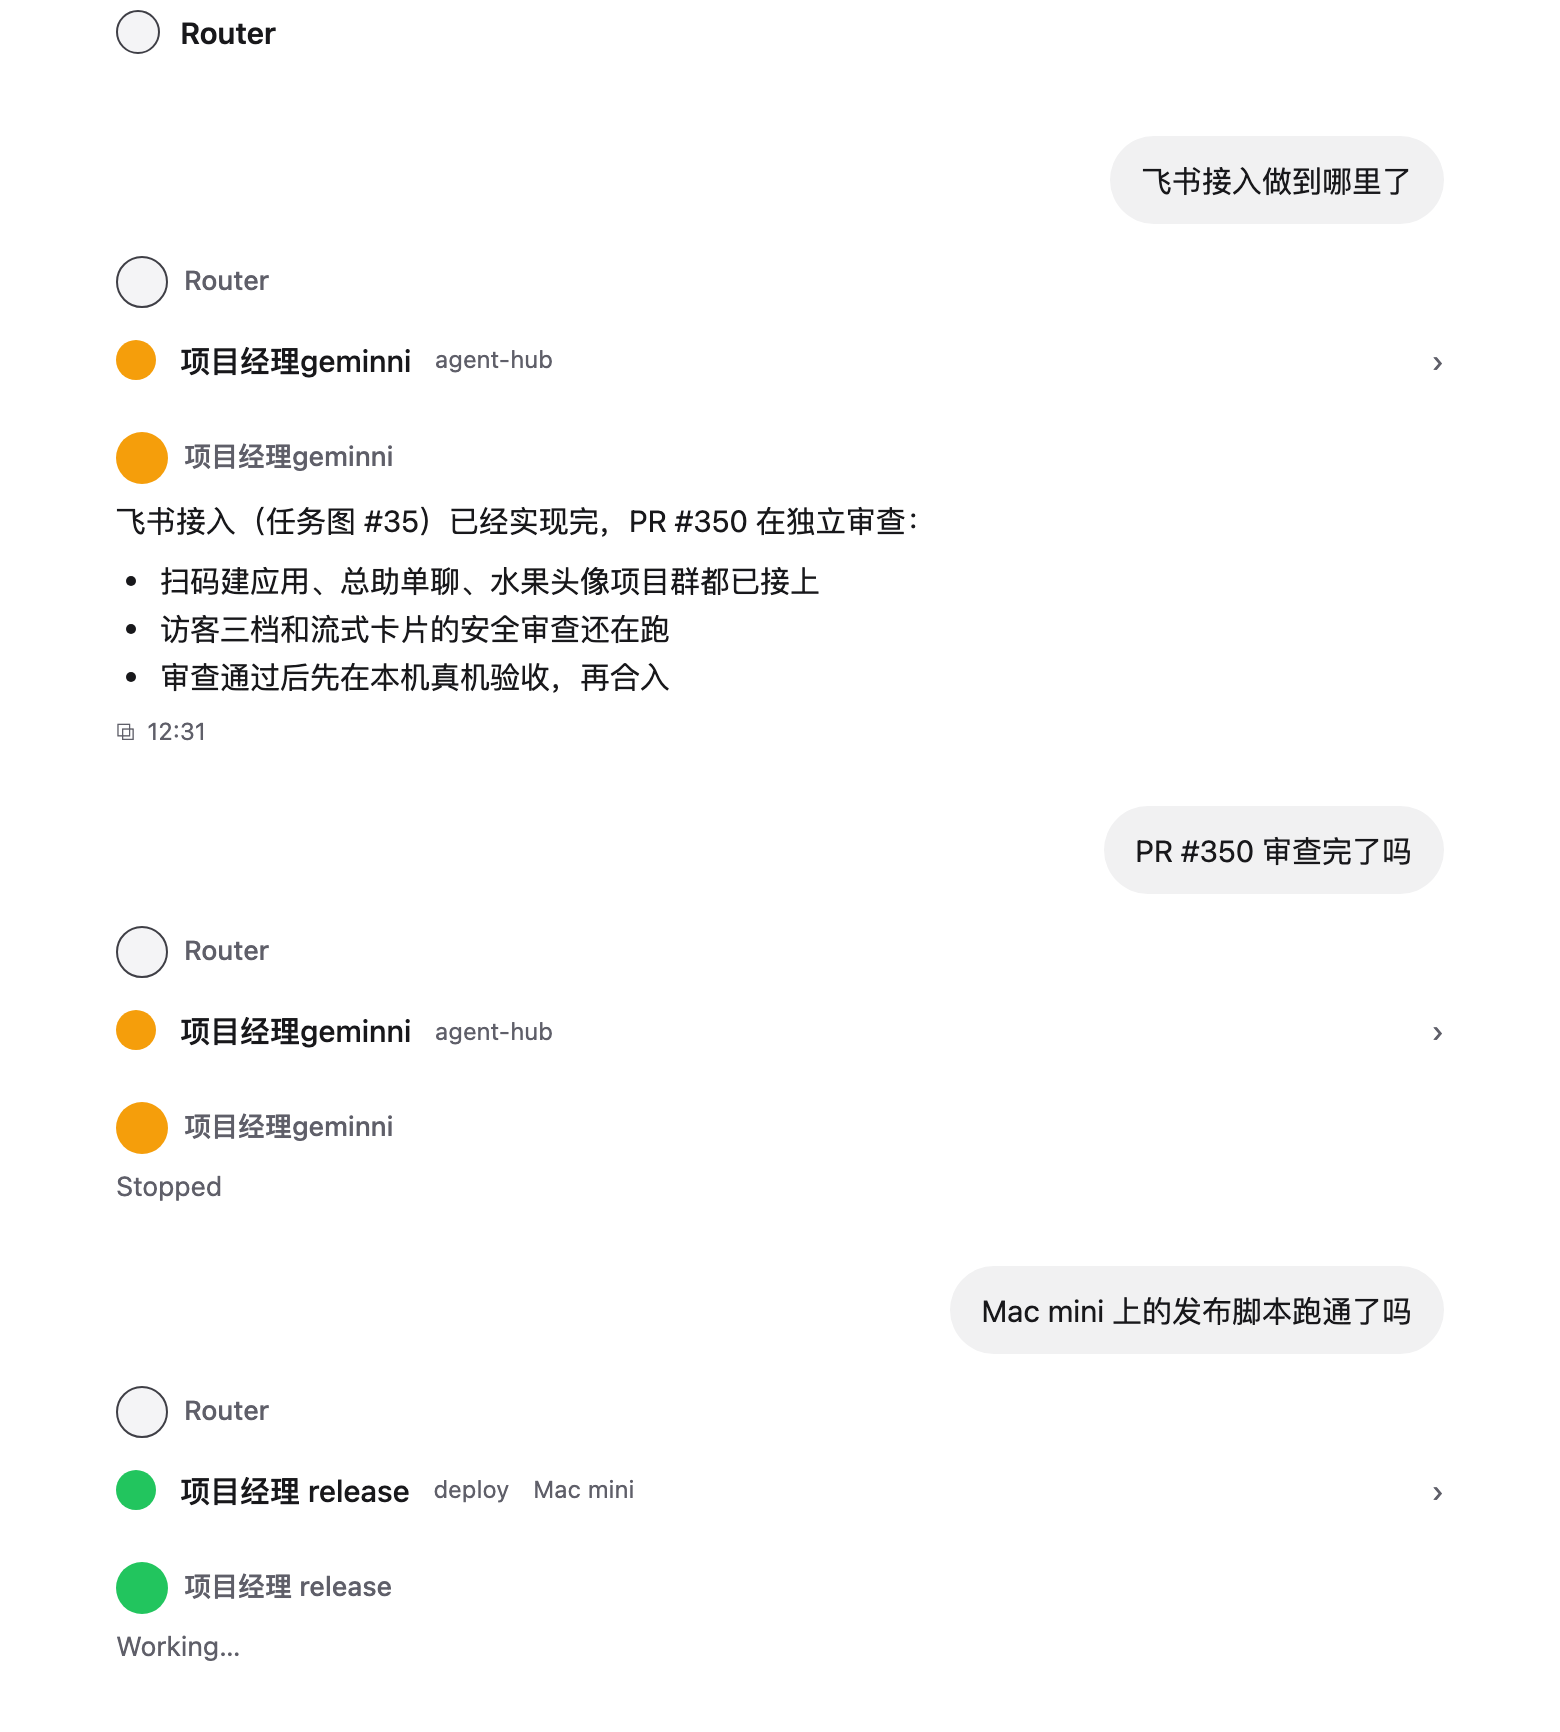 Router
飞书接入做到哪里了
Router
项目经理geminni agent-hub ›
项目经理geminni
飞书接入（任务图 #35）已经实现完，PR #350 在独立审查：
• 扫码建应用、总助单聊、水果头像项目群都已接上
• 访客三档和流式卡片的安全审查还在跑
• 审查通过后先在本机真机验收，再合入
12:31
PR #350 审查完了吗
Router
项目经理geminni agent-hub ›
项目经理geminni
Stopped
Mac mini 上的发布脚本跑通了吗
Router
项目经理 release deploy Mac mini ›
项目经理 release
Working...